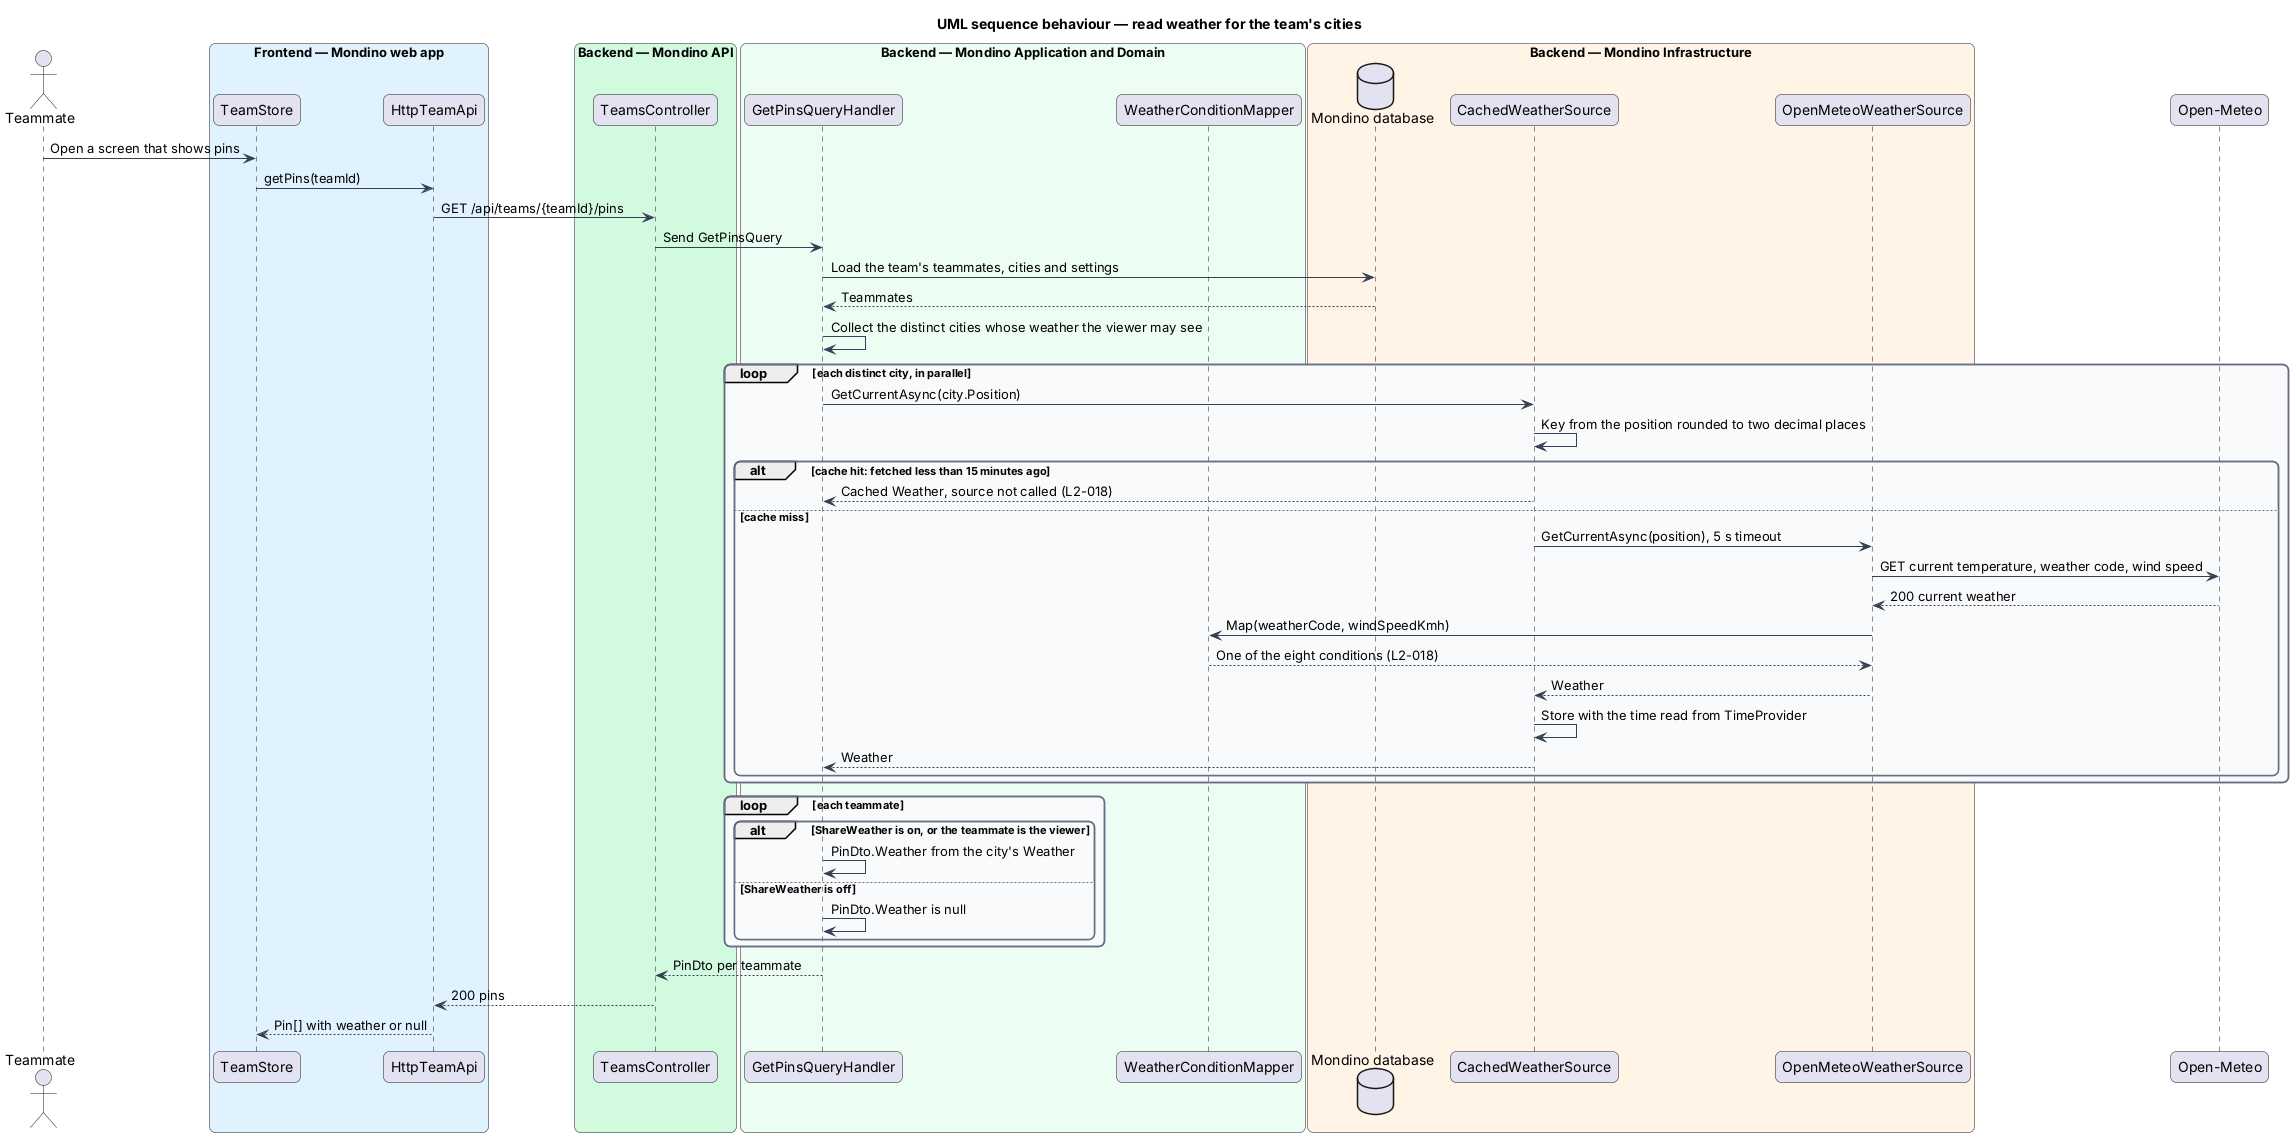 UML sequence behaviour — read weather for the team's cities
Frontend — Mondino web app
Backend — Mondino API
Backend — Mondino Application and Domain
Backend — Mondino Infrastructure
Teammate
TeamStore
HttpTeamApi
TeamsController
GetPinsQueryHandler
WeatherConditionMapper
Mondino database
CachedWeatherSource
OpenMeteoWeatherSource
Open-Meteo
Open a screen that shows pins
getPins(teamId)
GET /api/teams/{teamId}/pins
Send GetPinsQuery
Load the team's teammates, cities and settings
Teammates
Collect the distinct cities whose weather the viewer may see
loop [each distinct city, in parallel]
GetCurrentAsync(city.Position)
Key from the position rounded to two decimal places
alt [cache hit: fetched less than 15 minutes ago]
Cached Weather, source not called (L2-018)
[cache miss]
GetCurrentAsync(position), 5 s timeout
GET current temperature, weather code, wind speed
200 current weather
Map(weatherCode, windSpeedKmh)
One of the eight conditions (L2-018)
Weather
Store with the time read from TimeProvider
Weather
loop [each teammate]
alt [ShareWeather is on, or the teammate is the viewer]
PinDto.Weather from the city's Weather
[ShareWeather is off]
PinDto.Weather is null
PinDto per teammate
200 pins
Pin[] with weather or null
Teammate
TeamStore
HttpTeamApi
TeamsController
GetPinsQueryHandler
WeatherConditionMapper
Mondino database
CachedWeatherSource
OpenMeteoWeatherSource
Open-Meteo